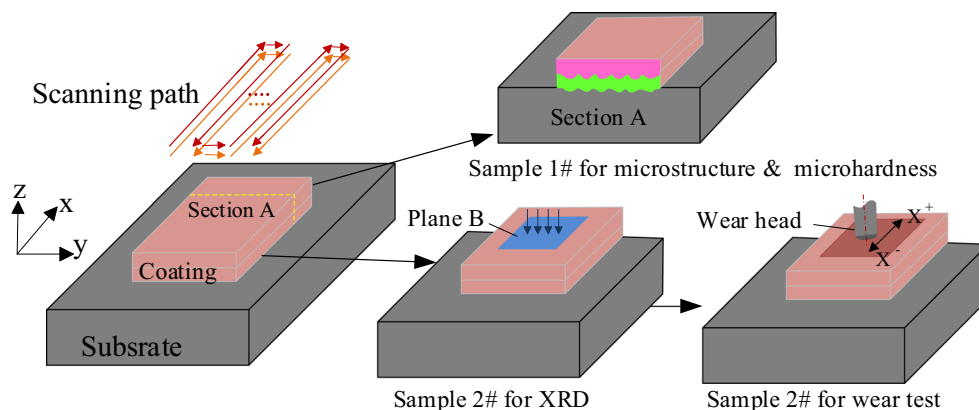 Scanning path
z
x
y
Section A
Coating
Subsrate
Section A
Sample 1# for microstructure & microhardness
Plane B
Sample 2# for XRD
Wear head
X+
X-
Sample 2# for wear test